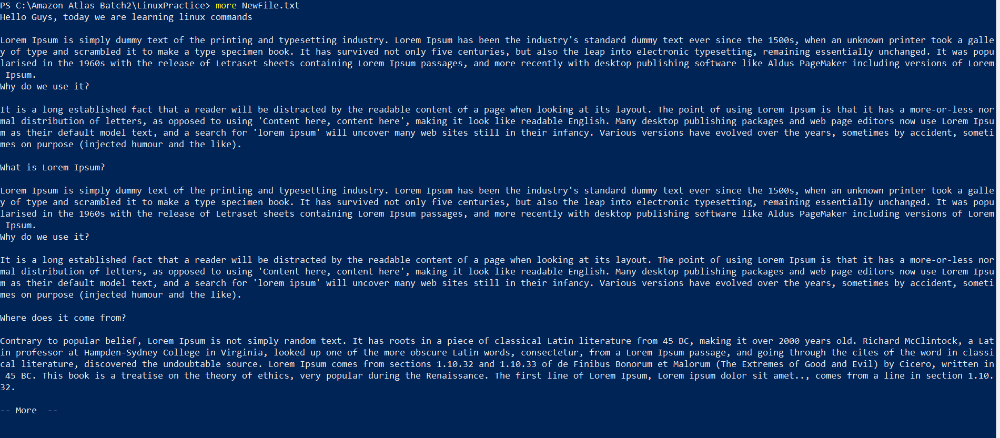 PS C:\Amazon Atlas Batch2\LinuxPractice> more NewFile.txt
Hello Guys, today we are learning linux commands
Lorem Ipsum is simply dummy text of the printing and typesetting industry. Lorem Ipsum has been the industry's standard dummy text ever since the 1500s, when an unknown printer took a galle
y of type and scrambled it to make a type specimen book. It has survived not only five centuries, but also the leap into electronic typesetting, remaining essentially unchanged. It was popu
larised in the 1960s with the release of Letraset sheets containing Lorem Ipsum passages, and more recently with desktop publishing software like Aldus PageMaker including versions of Lorem
 Ipsum.
Why do we use it?
It is a long established fact that a reader will be distracted by the readable content of a page when looking at its layout. The point of using Lorem Ipsum is that it has a more-or-less nor
mal distribution of letters, as opposed to using 'Content here, content here', making it look like readable English. Many desktop publishing packages and web page editors now use Lorem Ipsu
m as their default model text, and a search for 'lorem ipsum' will uncover many web sites still in their infancy. Various versions have evolved over the years, sometimes by accident, someti
mes on purpose (injected humour and the like).
What is Lorem Ipsum?
Lorem Ipsum is simply dummy text of the printing and typesetting industry. Lorem Ipsum has been the industry's standard dummy text ever since the 1500s, when an unknown printer took a galle
y of type and scrambled it to make a type specimen book. It has survived not only five centuries, but also the leap into electronic typesetting, remaining essentially unchanged. It was popu
larised in the 1960s with the release of Letraset sheets containing Lorem Ipsum passages, and more recently with desktop publishing software like Aldus PageMaker including versions of Lorem
 Ipsum.
Why do we use it?
It is a long established fact that a reader will be distracted by the readable content of a page when looking at its layout. The point of using Lorem Ipsum is that it has a more-or-less nor
mal distribution of letters, as opposed to using 'Content here, content here', making it look like readable English. Many desktop publishing packages and web page editors now use Lorem Ipsu
m as their default model text, and a search for 'lorem ipsum' will uncover many web sites still in their infancy. Various versions have evolved over the years, sometimes by accident, someti
mes on purpose (injected humour and the like).
Where does it come from?
Contrary to popular belief, Lorem Ipsum is not simply random text. It has roots in a piece of classical Latin literature from 45 BC, making it over 2000 years old. Richard McClintock, a Lat
in professor at Hampden-Sydney College in Virginia, looked up one of the more obscure Latin words, consectetur, from a Lorem Ipsum passage, and going through the cites of the word in classi
cal literature, discovered the undoubtable source. Lorem Ipsum comes from sections 1.10.32 and 1.10.33 of de Finibus Bonorum et Malorum (The Extremes of Good and Evil) by Cicero, written in
 45 BC. This book is a treatise on the theory of ethics, very popular during the Renaissance. The first line of Lorem Ipsum, Lorem ipsum dolor sit amet.., comes from a line in section 1.10.
32.
-- More  --